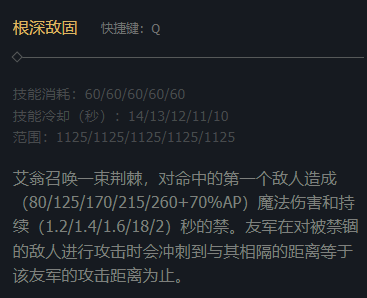 根深敌固 快捷键：Q
技能消耗：60/60/60/60/60
技能冷却（秒）：14/13/12/11/10
范围：1125/1125/1125/1125/1125
艾翁召唤一束荆棘，对命中的第一个敌人造成
（80/125/170/215/260+70%AP）魔法伤害和持
续（1.2/1.4/1.6/18/2）秒的禁。友军在对被禁锢
的敌人进行攻击时会冲刺到与其相隔的距离等于
该友军的攻击距离为止。